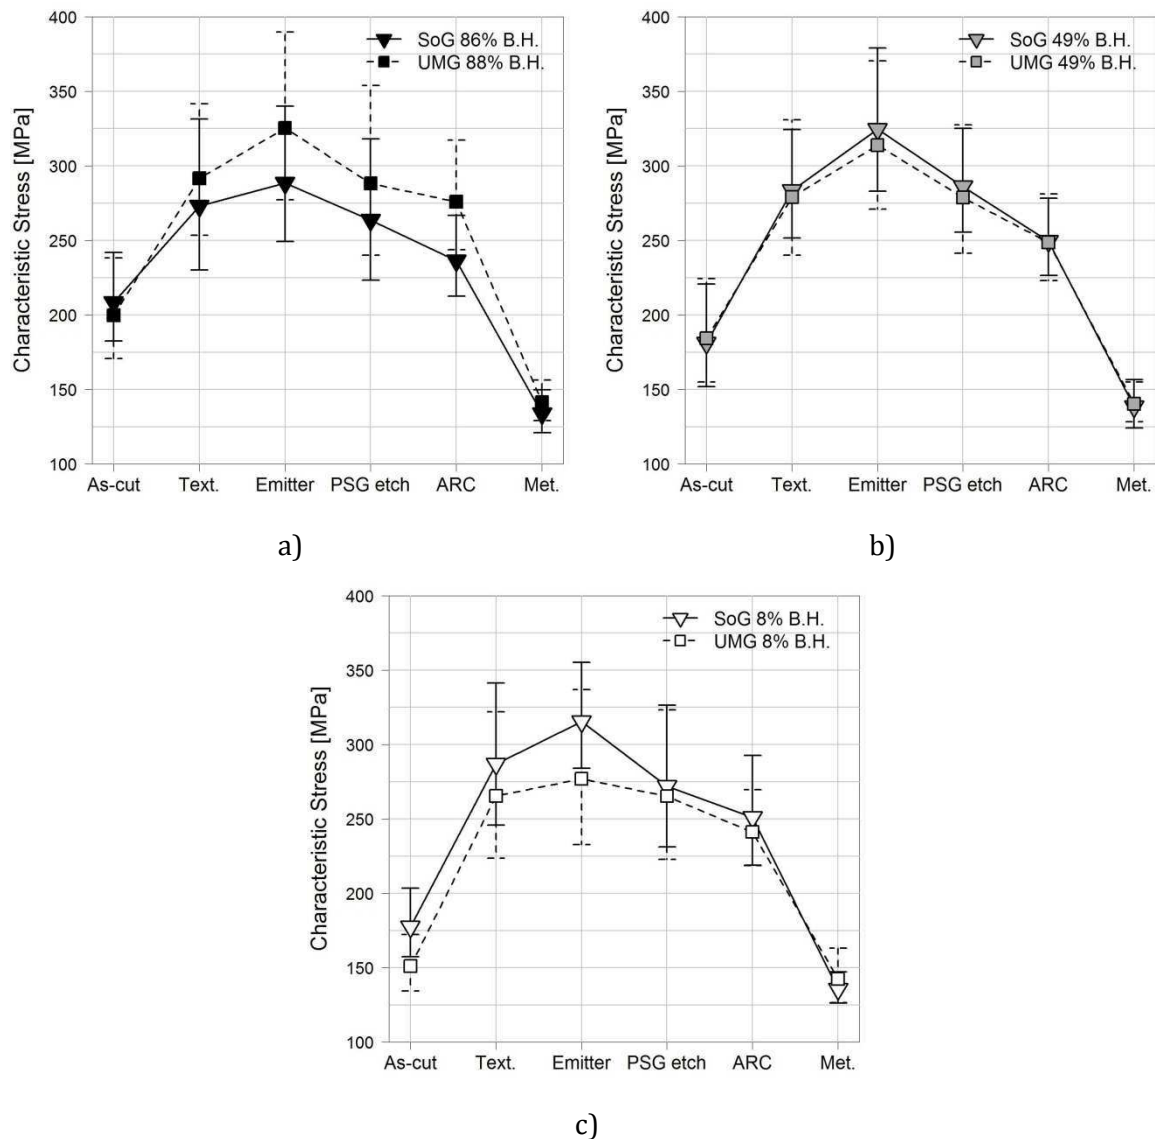 400
350
300
250
200
150
100
Characteristic Stress [MPa]
SoG 86% B.H.
UMG 88% B.H.
As-cut Text. Emitter PSG etch ARC Met.
a)
400
350
300
250
200
150
100
Characteristic Stress [MPa]
SoG 49% B.H.
UMG 49% B.H.
As-cut Text. Emitter PSG etch ARC Met.
b)
400
350
300
250
200
150
100
Characteristic Stress [MPa]
SoG 8% B.H.
UMG 8% B.H.
As-cut Text. Emitter PSG etch ARC Met.
c)